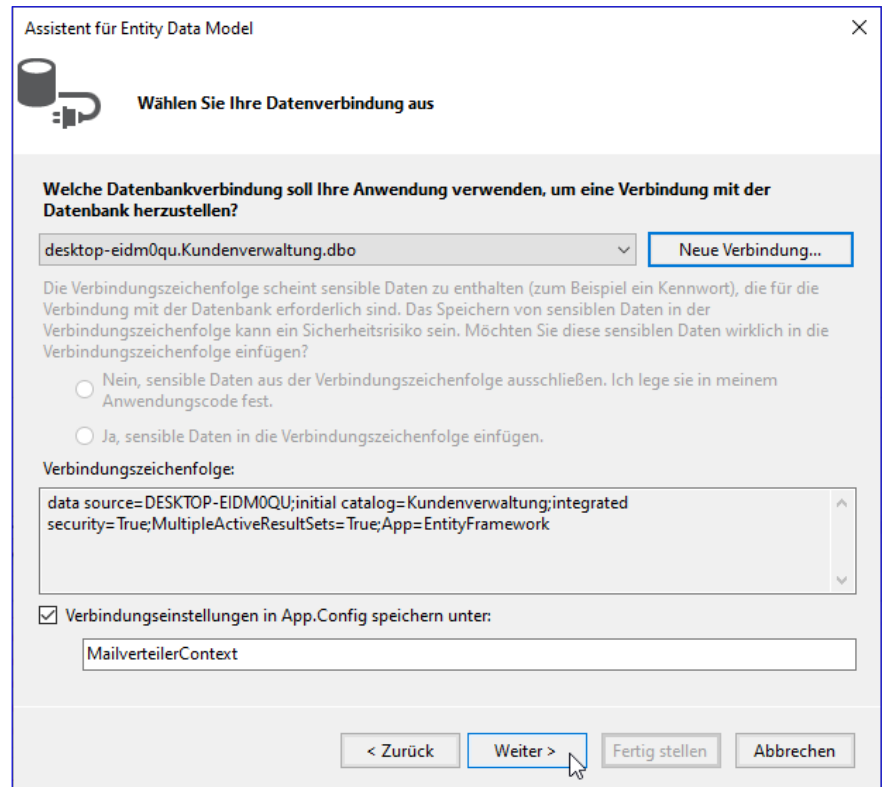 Assistent für Entity Data Model
Wählen Sie Ihre Datenverbindung aus
Welche Datenbankverbindung soll Ihre Anwendung verwenden, um eine Verbindung mit der
Datenbank herzustellen?
desktop-eidm0qu.Kundenverwaltung.dbo
Neue Verbindung...
Die Verbindungszeichenfolge scheint sensible Daten zu enthalten (zum Beispiel ein Kennwort), die für die
Verbindung mit der Datenbank erforderlich sind. Das Speichern von sensiblen Daten in der
Verbindungszeichenfolge kann ein Sicherheitsrisiko sein. Möchten Sie diese sensiblen Daten wirklich in die
Verbindungszeichenfolge einfügen?
Nein, sensible Daten aus der Verbindungszeichenfolge ausschließen. Ich lege sie in meinem
Anwendungscode fest.
Ja, sensible Daten in die Verbindungszeichenfolge einfügen.
Verbindungszeichenfolge:
data source=DESKTOP-EIDM0QU;initial catalog=Kundenverwaltung;integrated
security=True;MultipleActiveResultSets=True;App=EntityFramework
Verbindungseinstellungen in App.Config speichern unter:
MailverteilerContext
< Zurück
Weiter >
Fertig stellen
Abbrechen